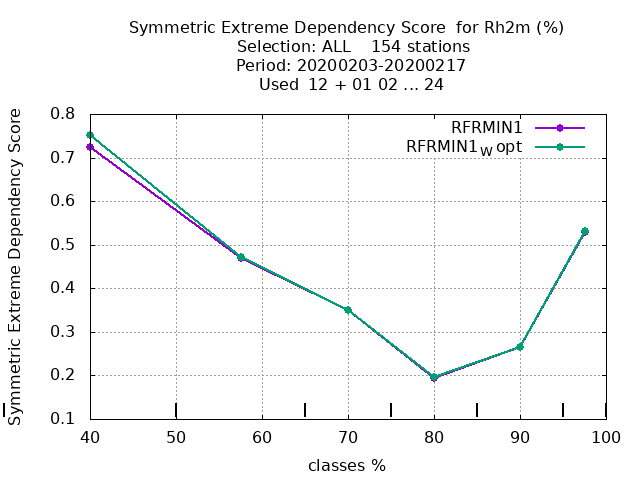 Symmetric Extreme Dependency Score for Rh2m (%)
Selection: ALL 154 stations
Period: 20200203-20200217
Used 12 + 01 02 ... 24
Symmetric Extreme Dependency Score
0.8
0.7
0.6
0.5
0.4
0.3
0.2
0.1
RFRMIN1
RFRMIN1W opt
40 50 60 70 80 90 100
classes %